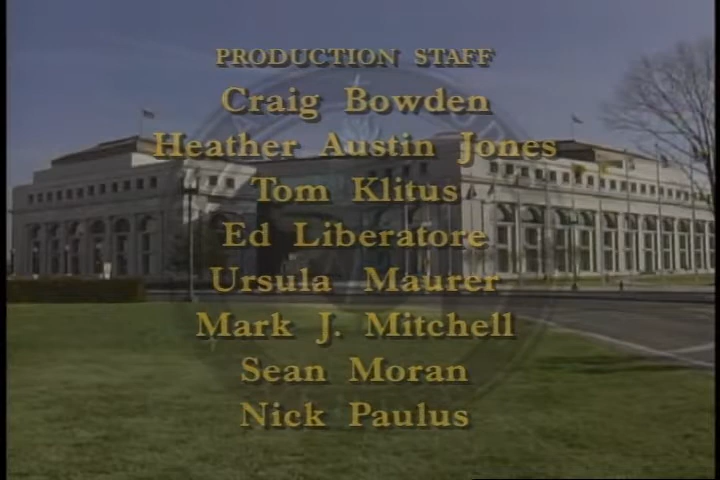 PRODUCTION STAFF
Craig Bowden
Heather Austin Jones
Tom Klitus
Ed Liberatore
Ursula Maurer
Mark J. Mitchell
Sean Moran
Nick Paulus